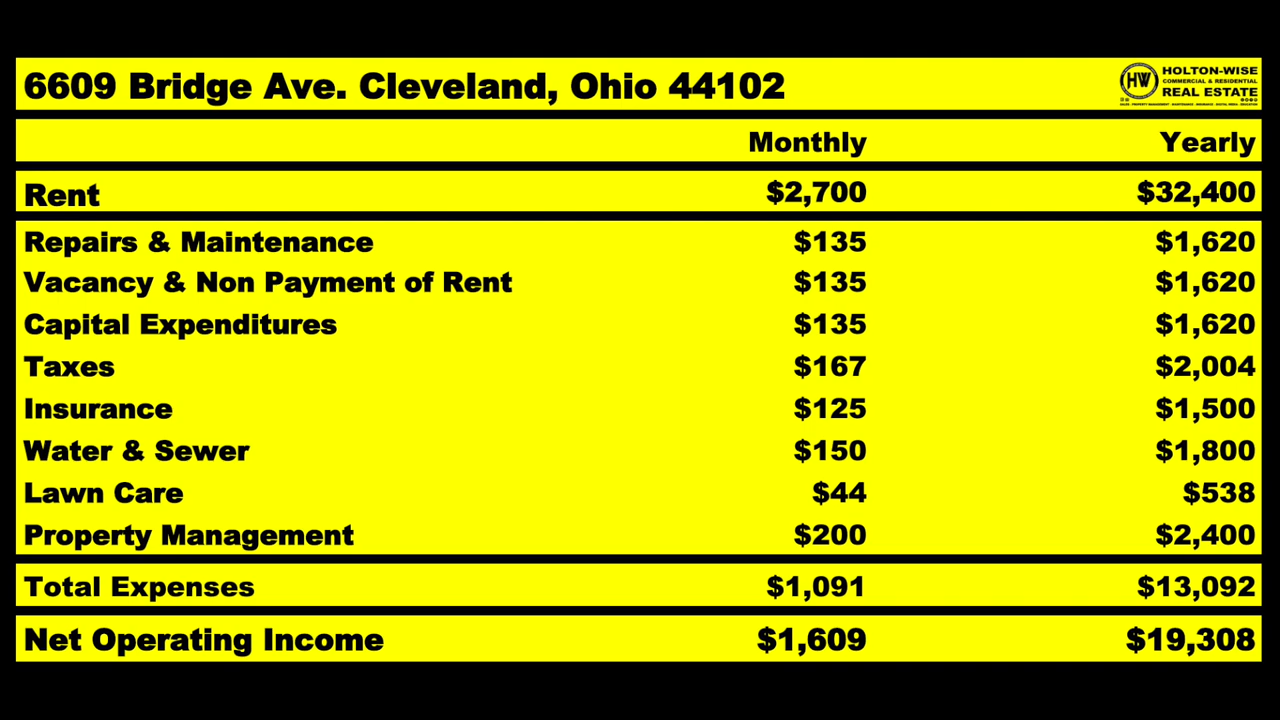 6609 Bridge Ave. Cleveland, Ohio 44102
HW
HOLTON-WISE
COMMERCIAL & RESIDENTIAL
REAL ESTATE
Monthly Yearly
Rent $2,700 $32,400
Repairs & Maintenance $135 $1,620
Vacancy & Non Payment of Rent $135 $1,620
Capital Expenditures $135 $1,620
Taxes $167 $2,004
Insurance $125 $1,500
Water & Sewer $150 $1,800
Lawn Care $44 $538
Property Management $200 $2,400
Total Expenses $1,091 $13,092
Net Operating Income $1,609 $19,308